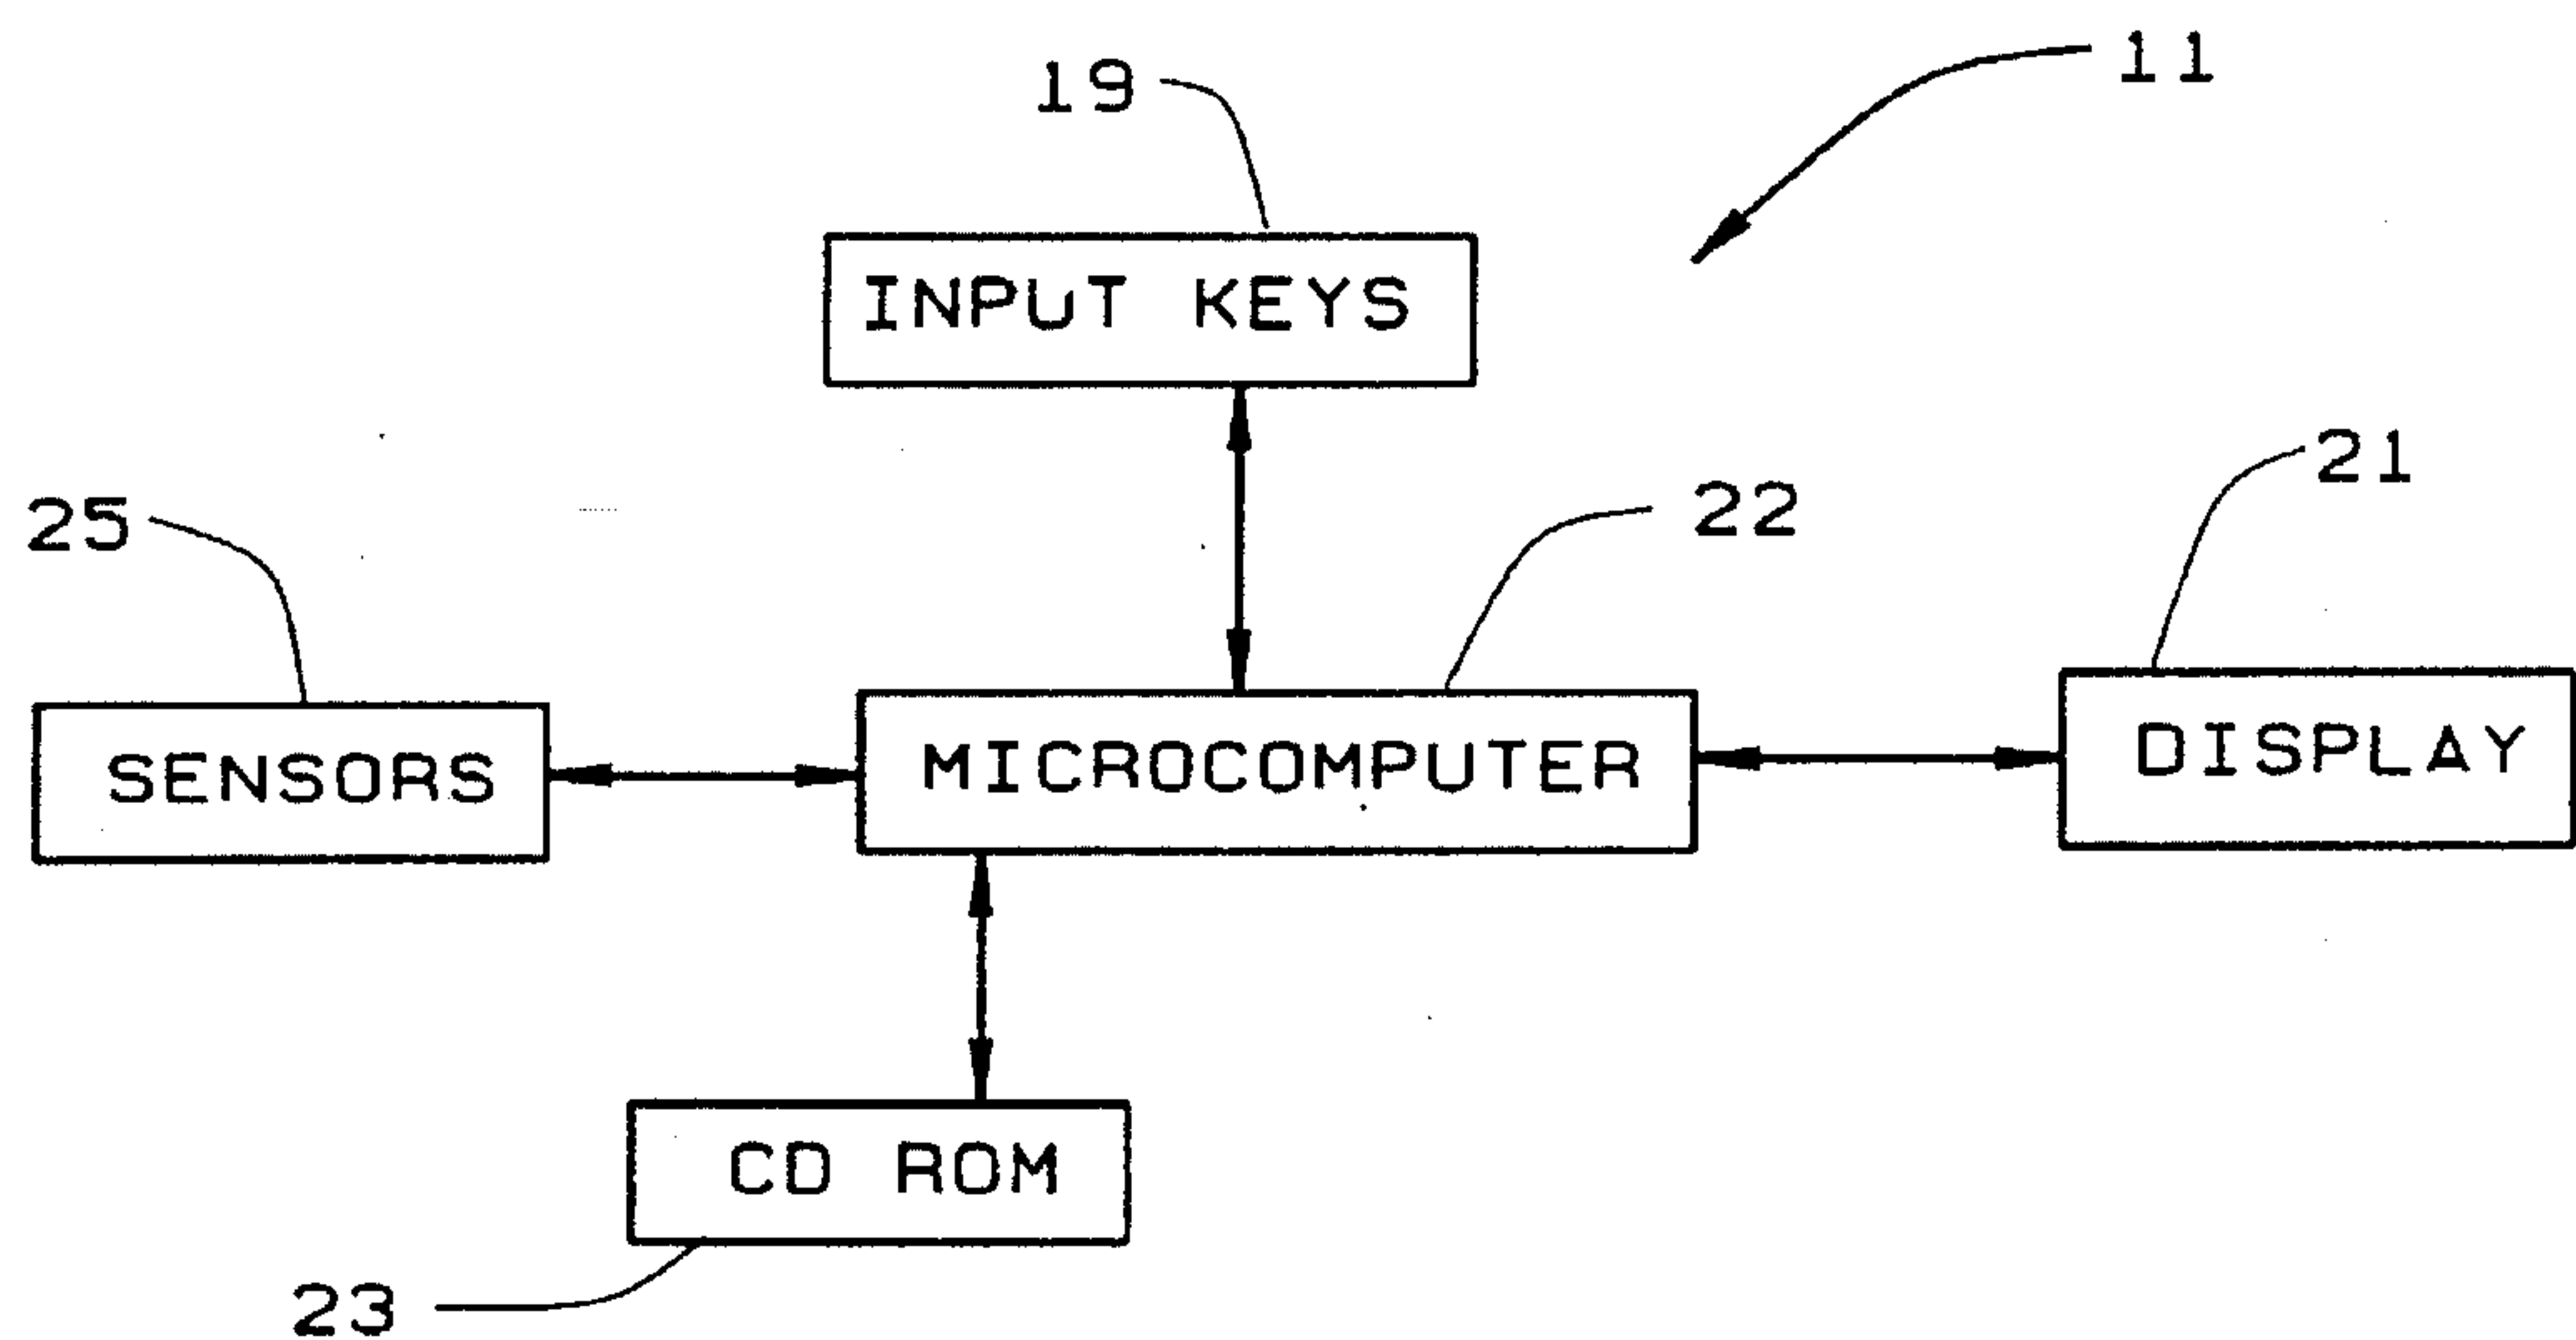 11
19
INPUT KEYS
21
22
25
MICROCOMPUTER
DISPLAY
SENSORS
CD ROM
23